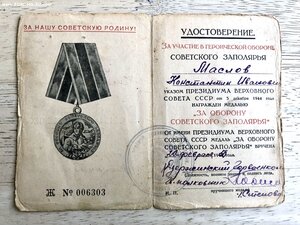 ЗА НАШУ СОВЕТСКУЮ РОДИНУ!
Ж № 006303
УДОСТОВЕРЕНИЕ.
ЗА УЧАСТИЕ В ГЕРОИЧЕСКОЙ ОБОРОНЕ
СОВЕТСКОГО ЗАПОЛЯРЬЯ
Маслов
Константин Иванович
УКАЗОМ ПРЕЗИДИУМА ВЕРХОВНОГО
СОВЕТА СССР от 5 декабря 1944 года
НАГРАЖДЕН МЕДАЛЬЮ
"ЗА ОБОРОНУ
СОВЕТСКОГО ЗАПОЛЯРЬЯ"
ОТ ИМЕНИ ПРЕЗИДИУМА ВЕРХОВНОГО
СОВЕТА СССР МЕДАЛЬ "ЗА ОБОРОНУ
СОВЕТСКОГО ЗАПОЛЯРЬЯ" ВРУЧЕНА
февраля
М. П.